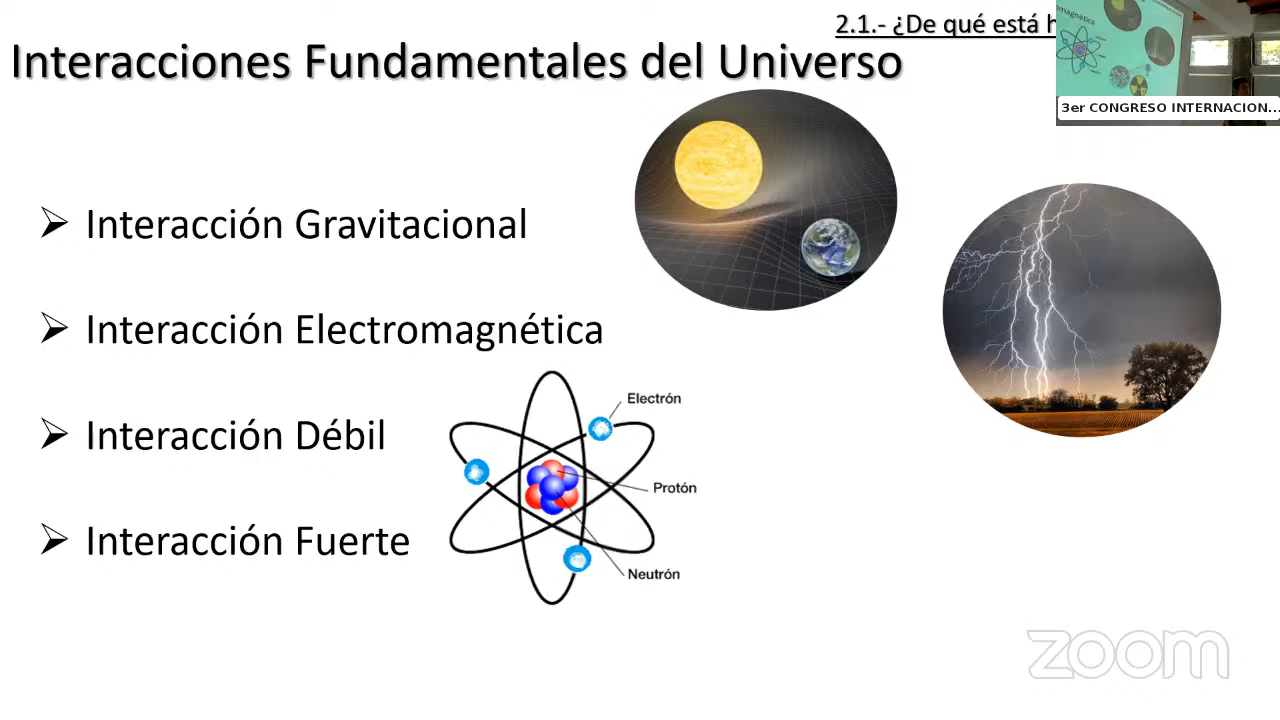 2.1.- ¿De qué está
Interacciones Fundamentales del Universo
3er CONGRESO INTERNACION...
➢ Interacción Gravitacional
➢ Interacción Electromagnética
➢ Interacción Débil
➢ Interacción Fuerte
Electrón
Protón
Neutrón
zoom